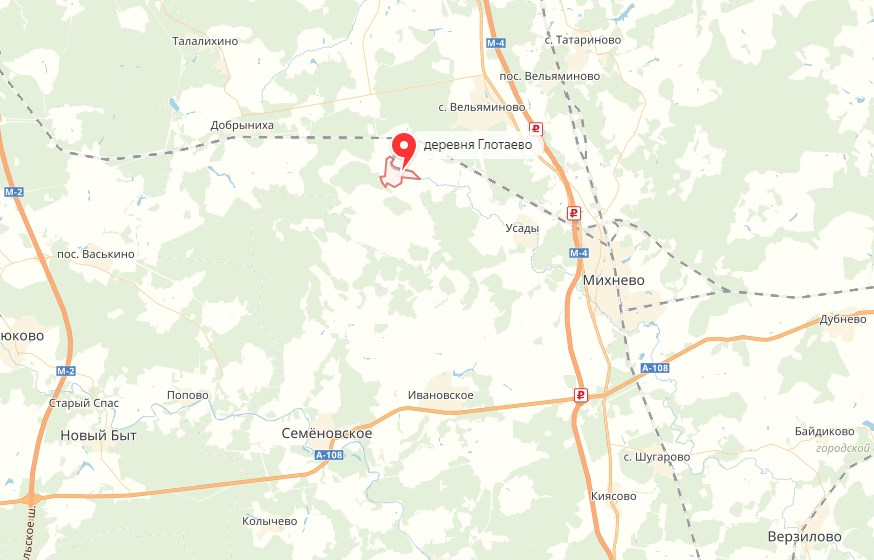 Талалихино
М-4
с. Татариново
пос. Вельяминово
с. Вельяминово
Добрыниха
₽
деревня Глотаево
М-2
₽
Усады
пос. Васькино
М-4
Михнево
Дубнево
юково
М-2
А-108
Попово
Ивановское
₽
Старый Спас
Новый Быт
Семёновское
Байдиково
городской
А-108
с. Шугарово
Киясово
Колычево
Верзилово
льское ш.